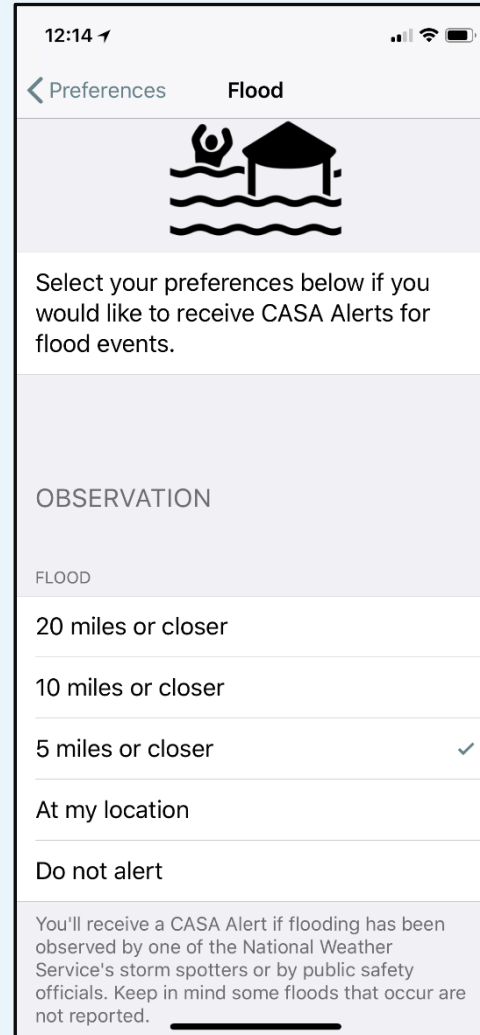 12:14
Preferences
Flood
Select your preferences below if you
would like to receive CASA Alerts for
flood events.
OBSERVATION
FLOOD
20 miles or closer
10 miles or closer
5 miles or closer
At my location
Do not alert
You'll receive a CASA Alert if flooding has been
observed by one of the National Weather
Service's storm spotters or by public safety
officials. Keep in mind some floods that occur are
not reported.